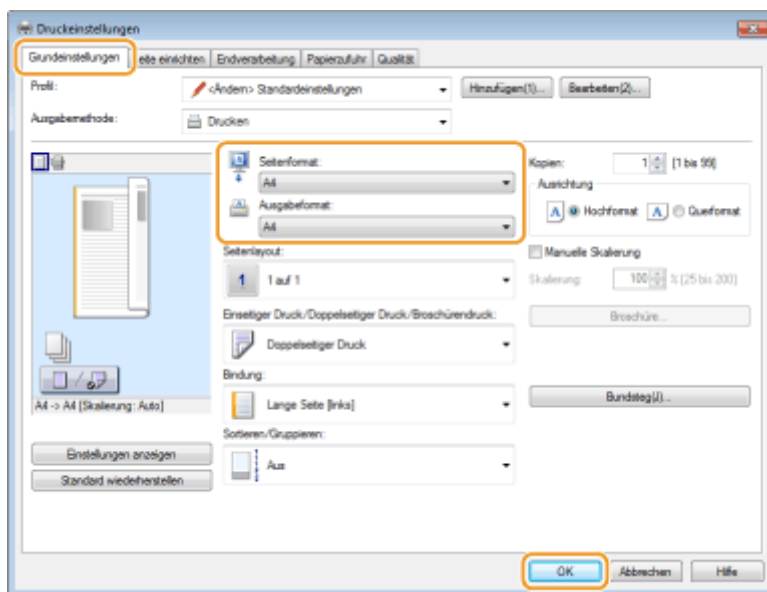 Druckeinstellungen
Grundeinstellungen eite einrichten Endverarbeitung Papierzufuhr Qualität
Profil: <Ändern> Standardeinstellungen Hinzufügen(1)... Bearbeiten(2)...
Ausgabemethode: Drucken
Seitenformat: Kopien: 1 [1 bis 99]
A4 Ausrichtung
Ausgabeformat: A Hochformat A Querformat
A4
Seitenlayout: Manuelle Skalierung
1 1 auf 1 Skalierung: 100 % [25 bis 200]
Einseitiger Druck/Doppelseitiger Druck/Broschürendruck: Broschüre...
Doppelseitiger Druck
Bindung:
Lange Seite [links] Bundsteg(J)...
A4 -> A4 [Skalierung: Auto]
Sortieren/Gruppieren:
Einstellungen anzeigen Aus
Standard wiederherstellen
OK Abbrechen Hilfe